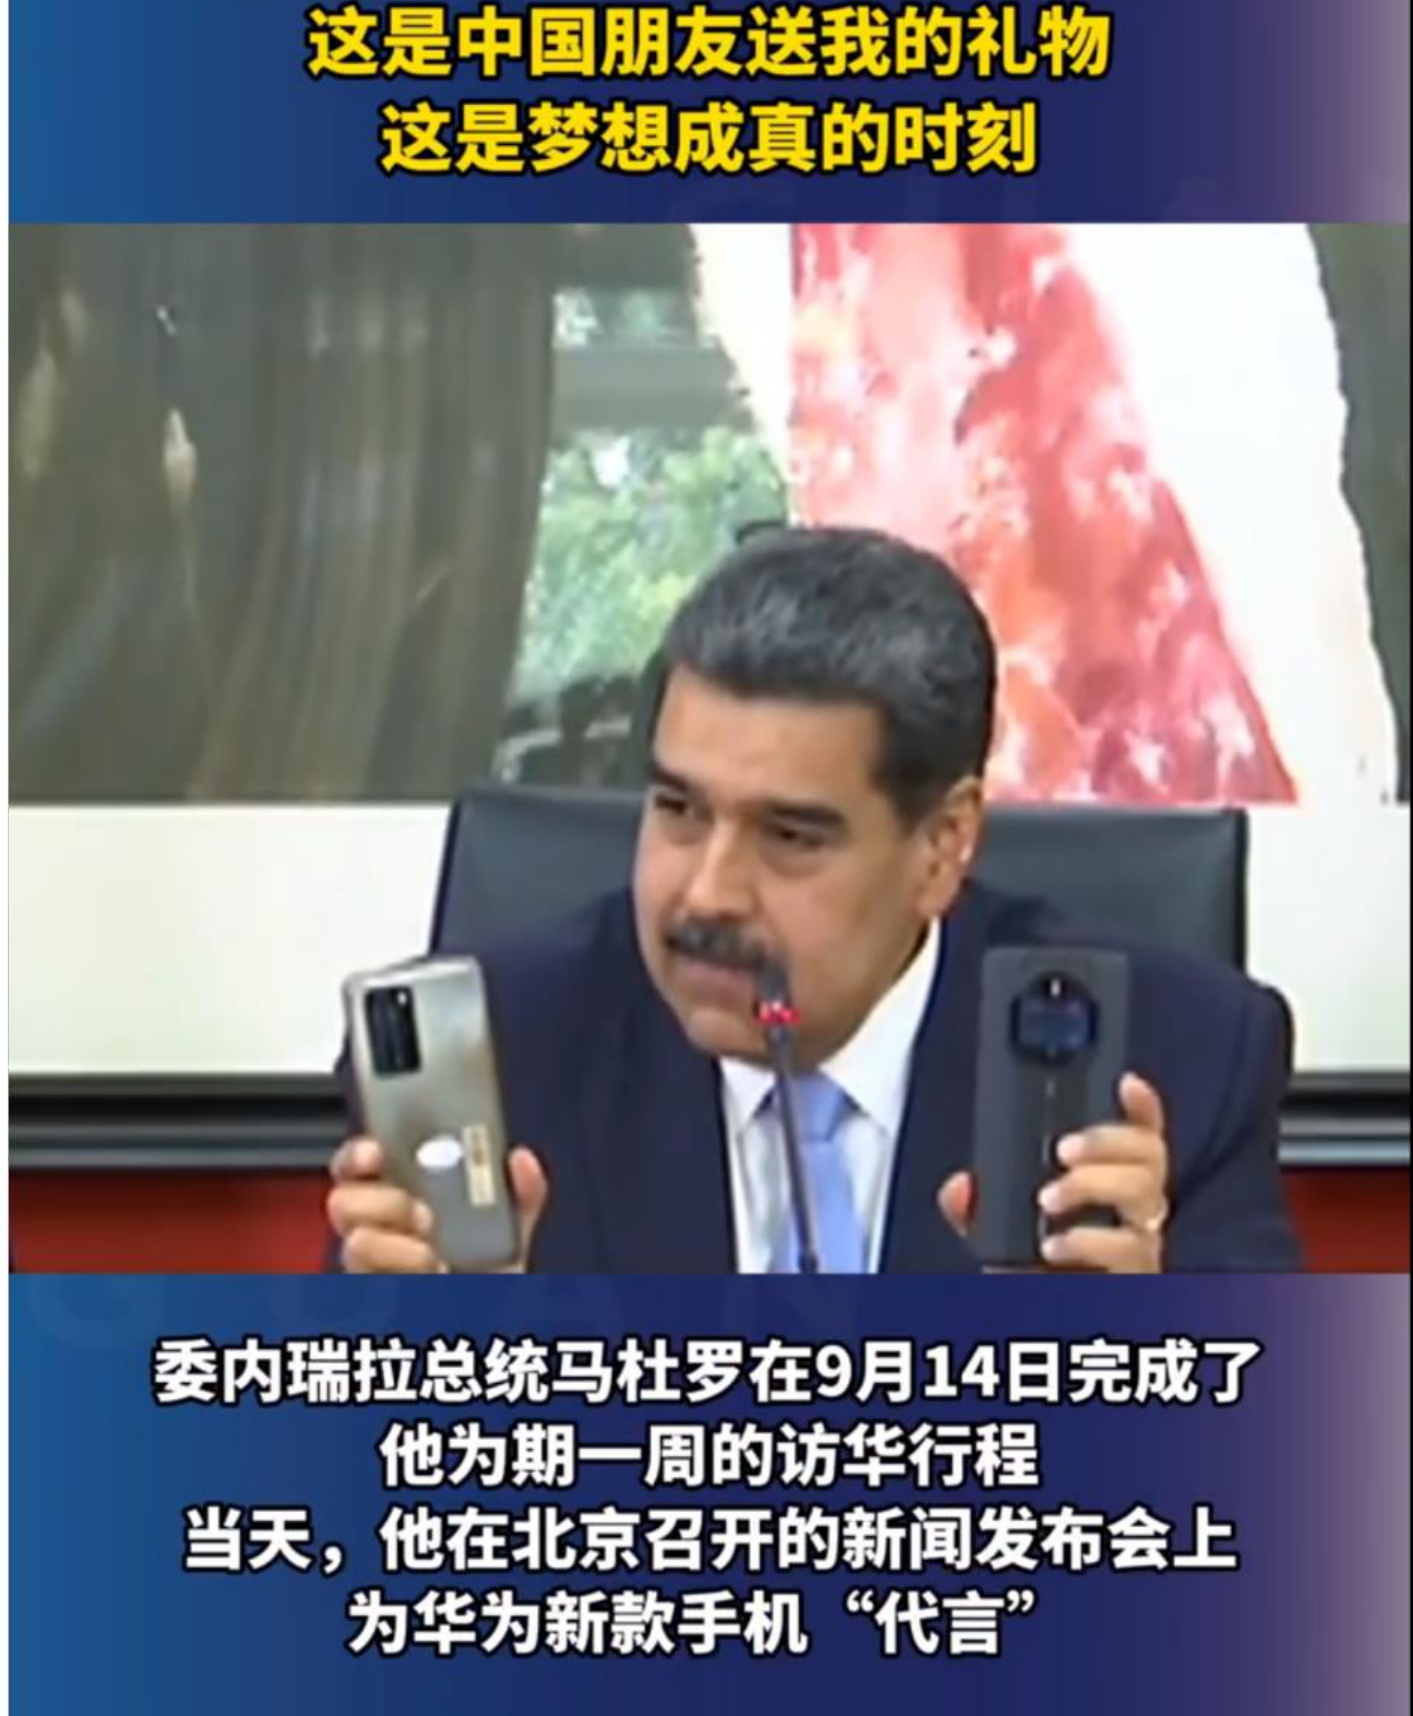 这是中国朋友送我的礼物
这是梦想成真的时刻
委内瑞拉总统马杜罗在9月14日完成了
他为期一周的访华行程
当天，他在北京召开的新闻发布会上
为华为新款手机“代言”